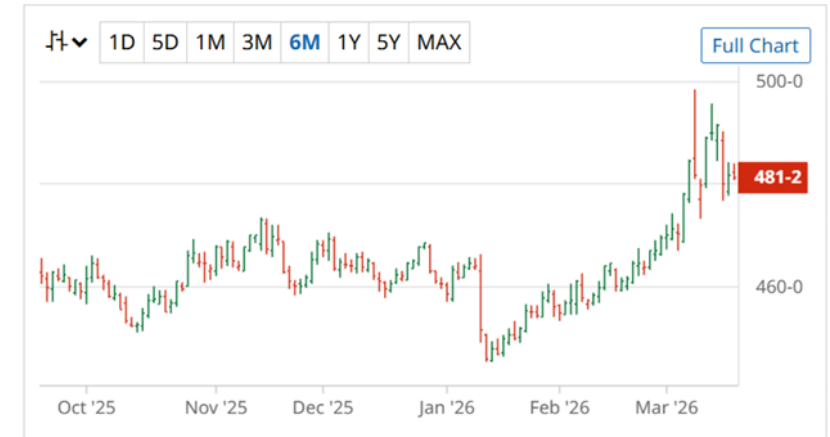 1D 5D 1M 3M 6M 1Y 5Y MAX
Full Chart
500-0
481-2
460-0
Oct '25 Nov '25 Dec '25 Jan '26 Feb '26 Mar '26